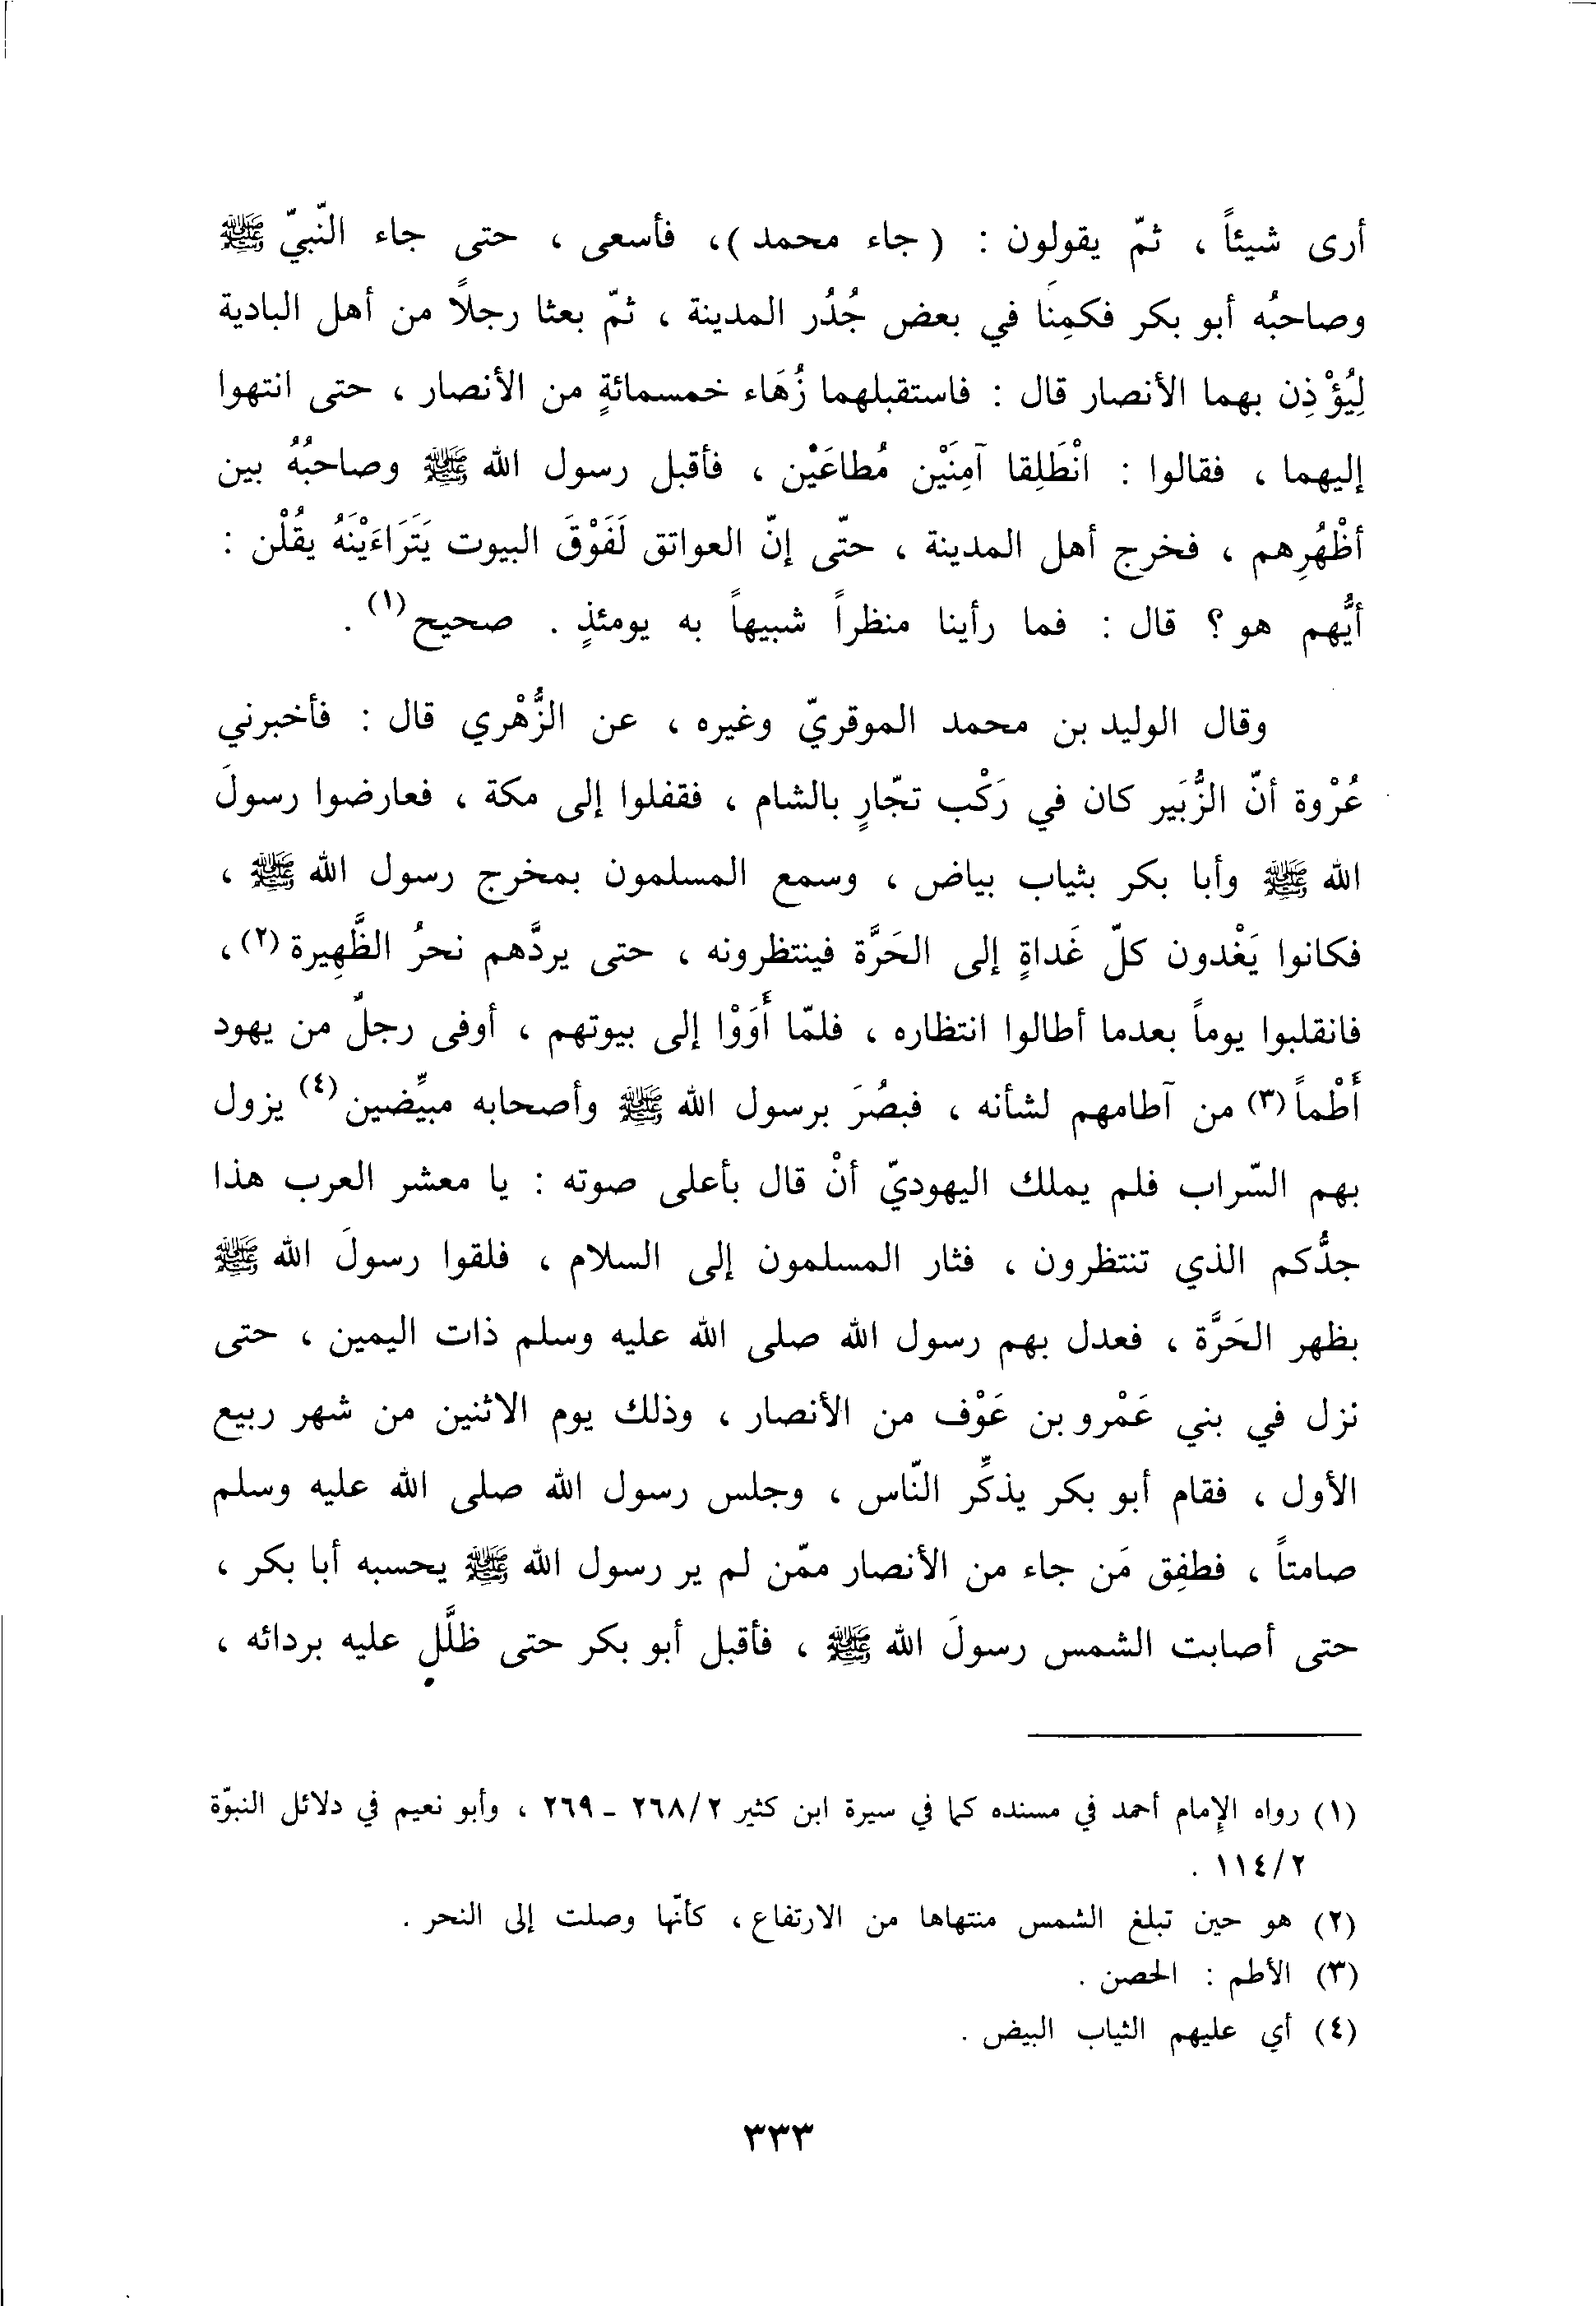 أرى شيئاً ، ثمّ يقولون : ( جاء محمد )، فأسعى ، حتى جاء النّبيّ ﷺ
وصاحبُه أبو بكر فكمِنَا في بعض جُدُر المدينة ، ثمّ بعثا رجلاً من أهل البادية
لِيُؤْذِن بهما الأنصار قال : فاستقبلهما زُهَاء خمسمائةٍ من الأنصار ، حتى انتهوا
إليهما ، فقالوا : انْطَلِقا آمِنَيْن مُطاعَيْن ، فأقبل رسول الله ﷺ وصاحبُهُ بين
أظْهُرِهم ، فخرج أهل المدينة ، حتّى إنّ العواتق لَفَوْقَ البيوت يَتَرَاءَيْنَهُ يقُلْن :
أيُّهم هو ؟ قال : فما رأينا منظراً شبيهاً به يومئذٍ . صحيح(١) .
وقال الوليد بن محمد الموقريّ وغيره ، عن الزُّهْري قال : فأخبرني
عُرْوة أنّ الزُّبَير كان في رَكْب تجّارٍ بالشام ، فقفلوا إلى مكة ، فعارضوا رسولَ
الله ﷺ وأبا بكر بثياب بياض ، وسمع المسلمون بمخرج رسول الله ﷺ ،
فكانوا يَغْدون كلّ غَداةٍ إلى الحَرَّة فينتظرونه ، حتى يردَّهم نحرُ الظَّهِيرة(٢)،
فانقلبوا يوماً بعدما أطالوا انتظاره ، فلمّا أَوَوْا إلى بيوتهم ، أوفى رجلٌ من يهود
أَطْماً(٣) من آطامهم لشأنه ، فبصُرَ برسول الله ﷺ وأصحابه مبيِّضين(٤) يزول
بهم السّراب فلم يملك اليهوديّ أنْ قال بأعلى صوته : يا معشر العرب هذا
جدُّكم الذي تنتظرون ، فثار المسلمون إلى السلام ، فلقوا رسولَ الله ﷺ
بظهر الحَرَّة ، فعدل بهم رسول الله صلى الله عليه وسلم ذات اليمين ، حتى
نزل في بني عَمْرو بن عَوْف من الأنصار ، وذلك يوم الاثنين من شهر ربيع
الأول ، فقام أبو بكر يذكِّر النّاس ، وجلس رسول الله صلى الله عليه وسلم
صامتاً ، فطفِق مَن جاء من الأنصار ممّن لم ير رسول الله ﷺ يحسبه أبا بكر ،
حتى أصابت الشمس رسولَ الله ﷺ ، فأقبل أبو بكر حتى ظلَّل عليه بردائه ،
(١) رواه الإمام أحمد في مسنده كما في سيرة ابن كثير ٢/ ٢٦٨ ـ ٢٦٩ ، وأبو نعيم في دلائل النبوّة
٢/ ١١٤ .
(٢) هو حين تبلغ الشمس منتهاها من الارتفاع ، كأنّها وصلت إلى النحر .
(٣) الأطم : الحصن .
(٤) أي عليهم الثياب البيض .
٣٣٣